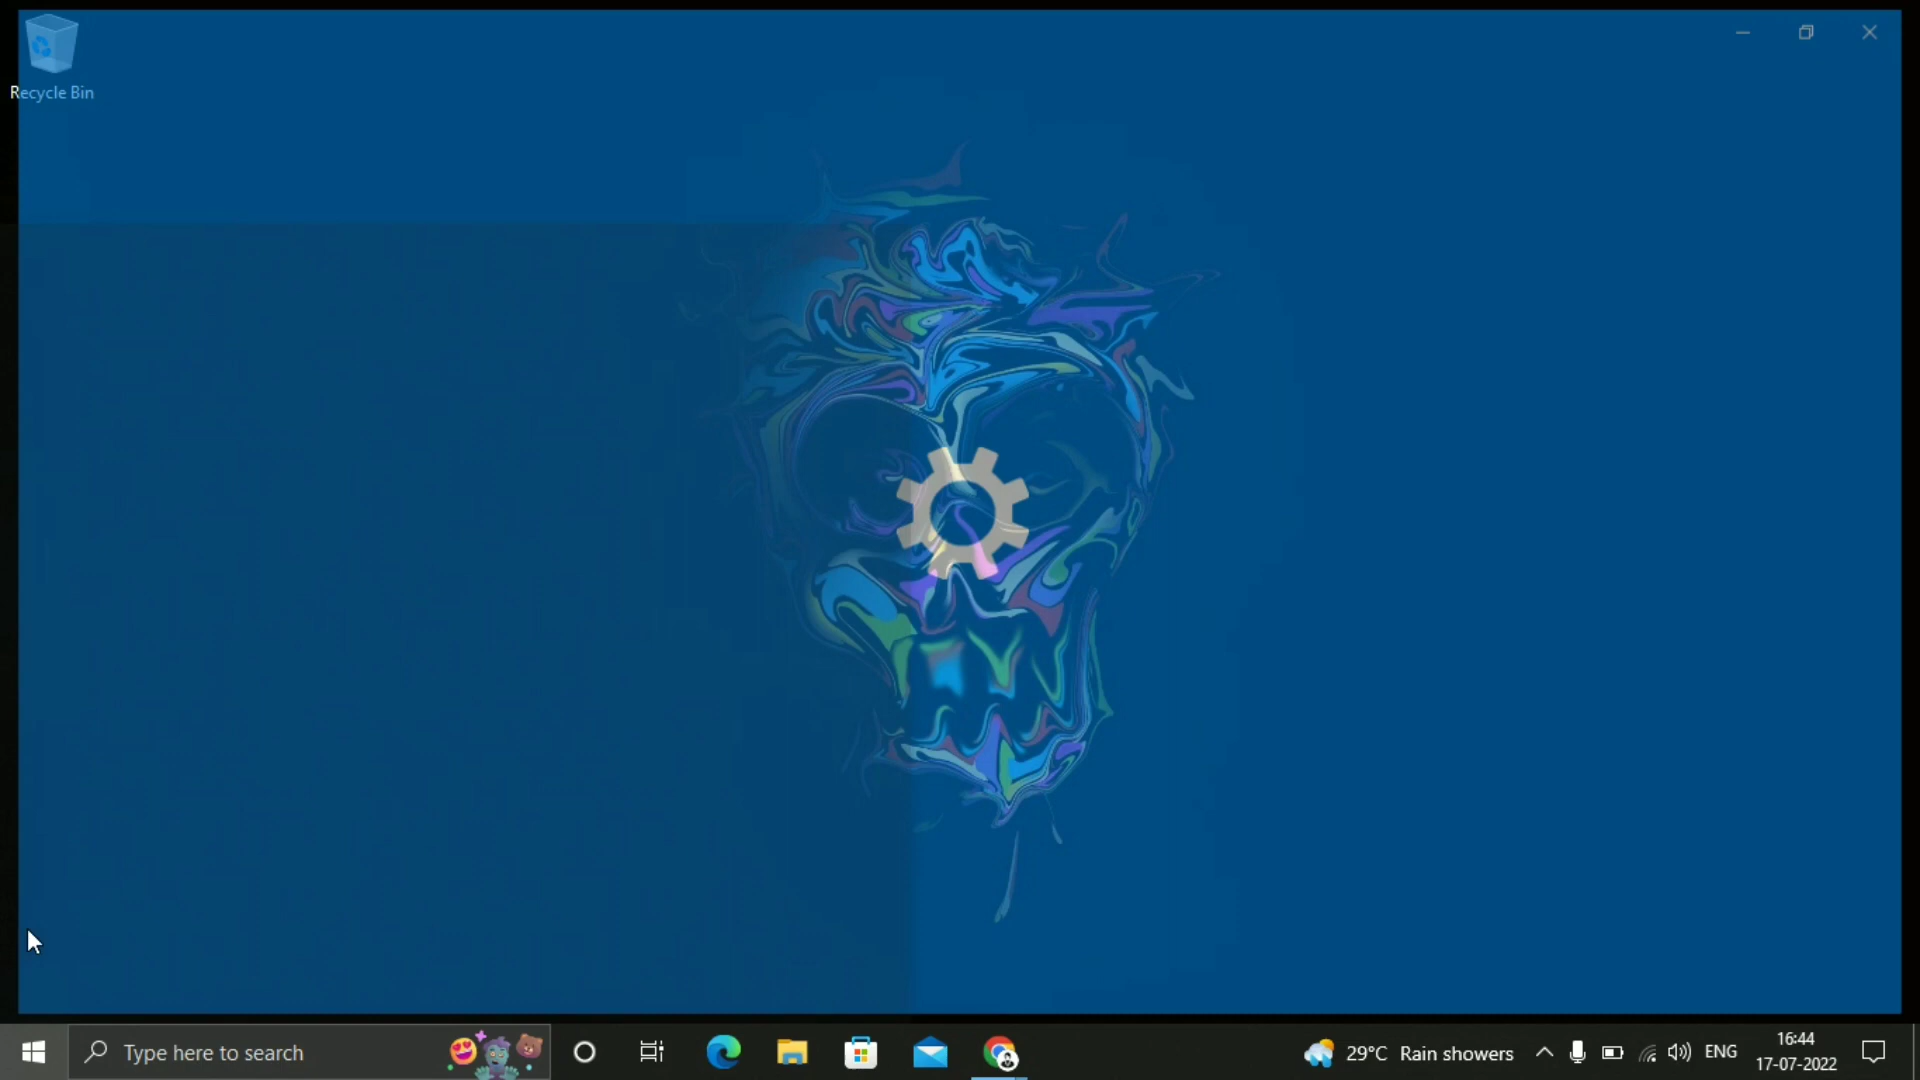 Recycle Bin
Type here to search
29°C Rain showers
ENG
16:44
17-07-2022